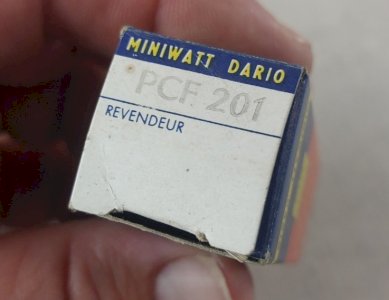 MINIWATT DARIO
PCF 201
REVENDEUR